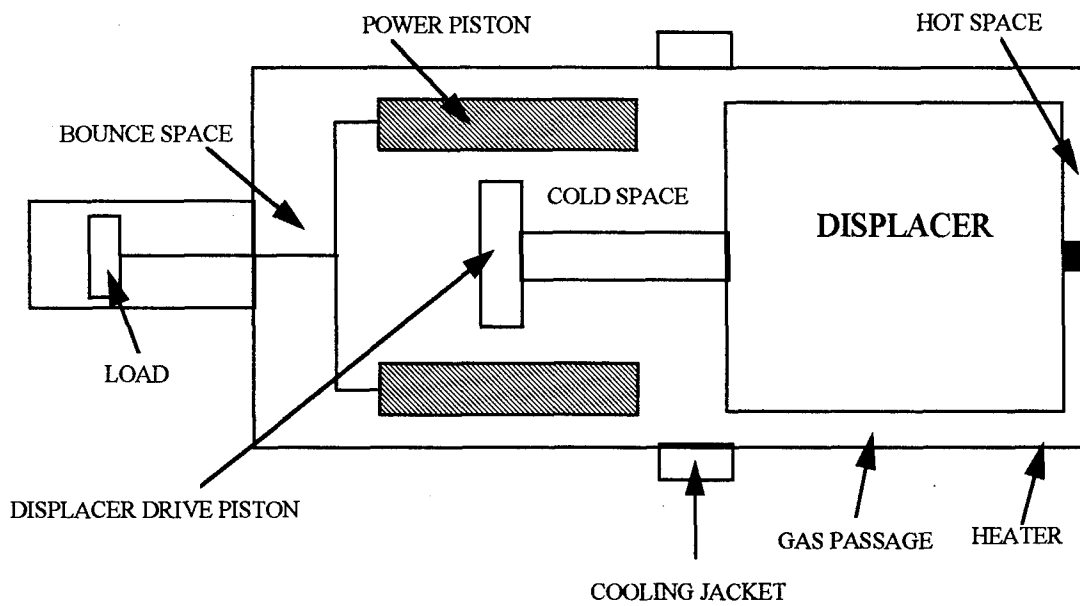 POWER PISTON
HOT SPACE
BOUNCE SPACE
COLD SPACE
DISPLACER
LOAD
DISPLACER DRIVE PISTON
GAS PASSAGE
HEATER
COOLING JACKET